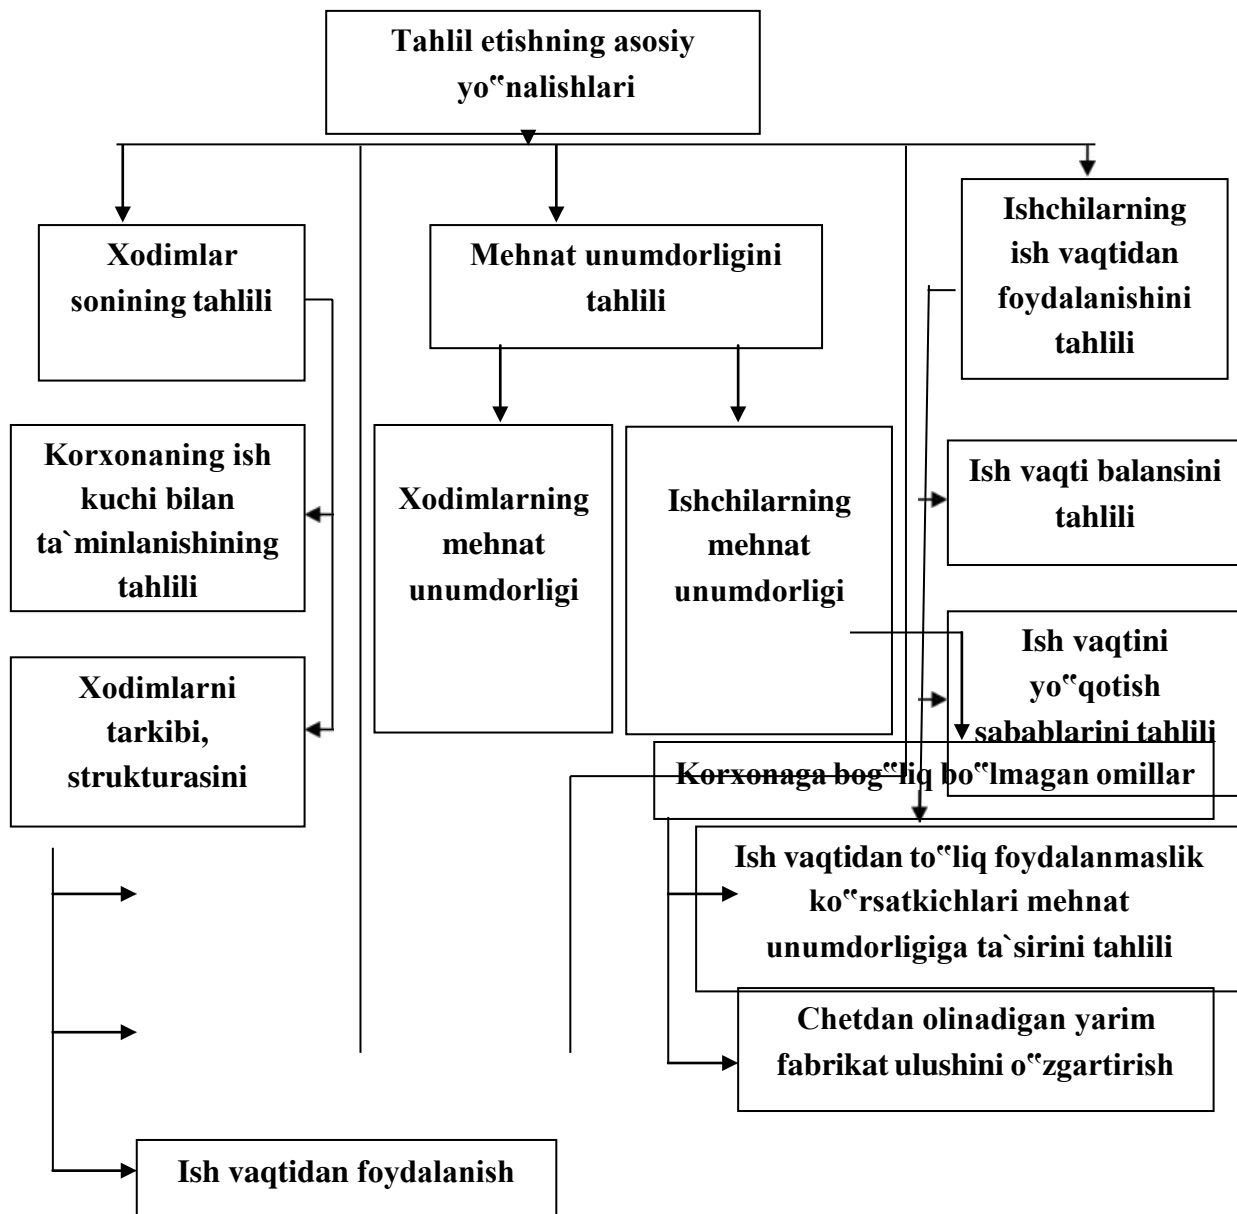 Tahlil etishning asosiy
yo‟nalishlari
Xodimlar
sonining tahlili
Mehnat unumdorligini
tahlili
Ishchilarning
ish vaqtidan
foydalanishini
tahlili
Korxonaning ish
kuchi bilan
ta`minlanishining
tahlili
Xodimlarning
mehnat
unumdorligi
Ishchilarning
mehnat
unumdorligi
Ish vaqti balansini
tahlili
Xodimlarni
tarkibi,
strukturasini
Ish vaqtini
yo‟qotish
sabablarini tahlili
Korxonaga bog‟liq bo‟lmagan omillar
Ish vaqtidan to‟liq foydalanmaslik
ko‟rsatkichlari mehnat
unumdorligiga ta`sirini tahlili
Chetdan olinadigan yarim
fabrikat ulushini o‟zgartirish
Ish vaqtidan foydalanish